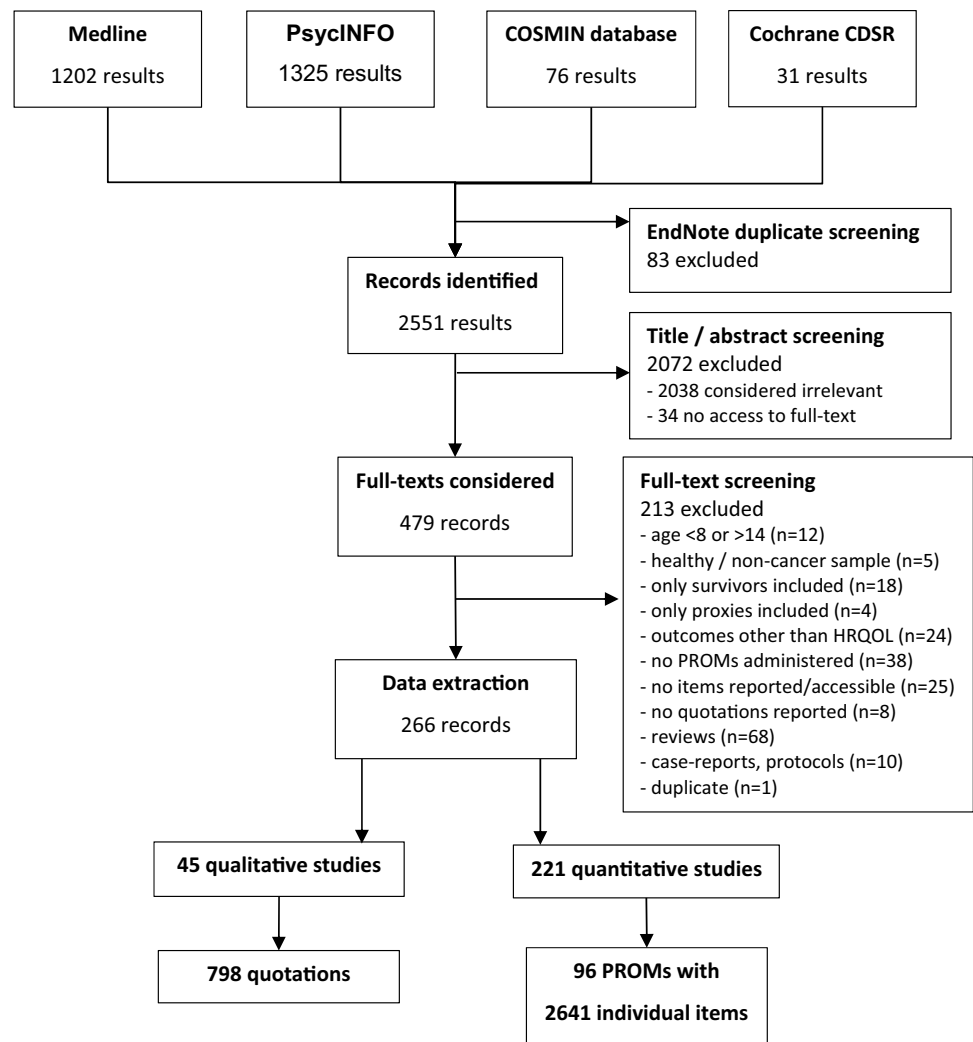 Medline
1202 results
PsycINFO
1325 results
COSMIN database
76 results
Cochrane CDSR
31 results
EndNote duplicate screening
83 excluded
Records identified
2551 results
Title / abstract screening
2072 excluded
- 2038 considered irrelevant
- 34 no access to full-text
Full-texts considered
479 records
Full-text screening
213 excluded
- age <8 or >14 (n=12)
- healthy / non-cancer sample (n=5)
- only survivors included (n=18)
- only proxies included (n=4)
- outcomes other than HRQOL (n=24)
- no PROMs administered (n=38)
- no items reported/accessible (n=25)
- no quotations reported (n=8)
- reviews (n=68)
- case-reports, protocols (n=10)
- duplicate (n=1)
Data extraction
266 records
45 qualitative studies
221 quantitative studies
798 quotations
96 PROMs with
2641 individual items